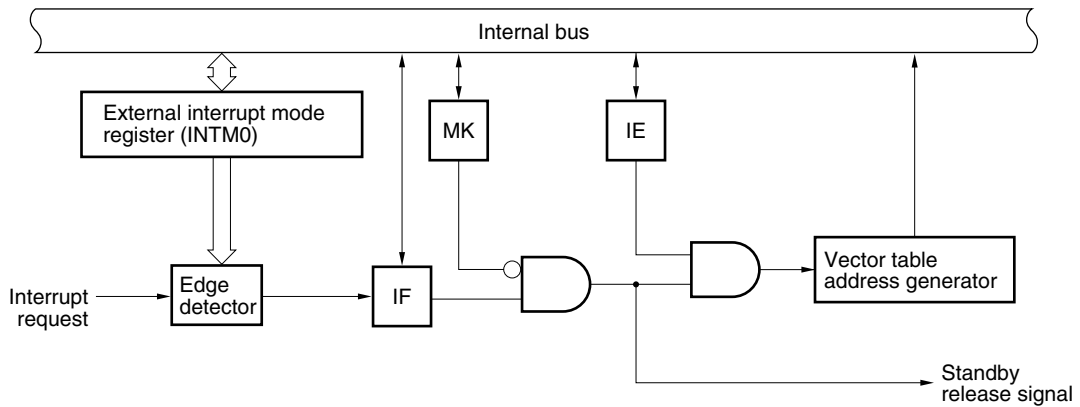 Internal bus
External interrupt mode
register (INTM0)
MK
IE
Vector table
address generator
Edge
detector
IF
Interrupt
request
Standby
release signal